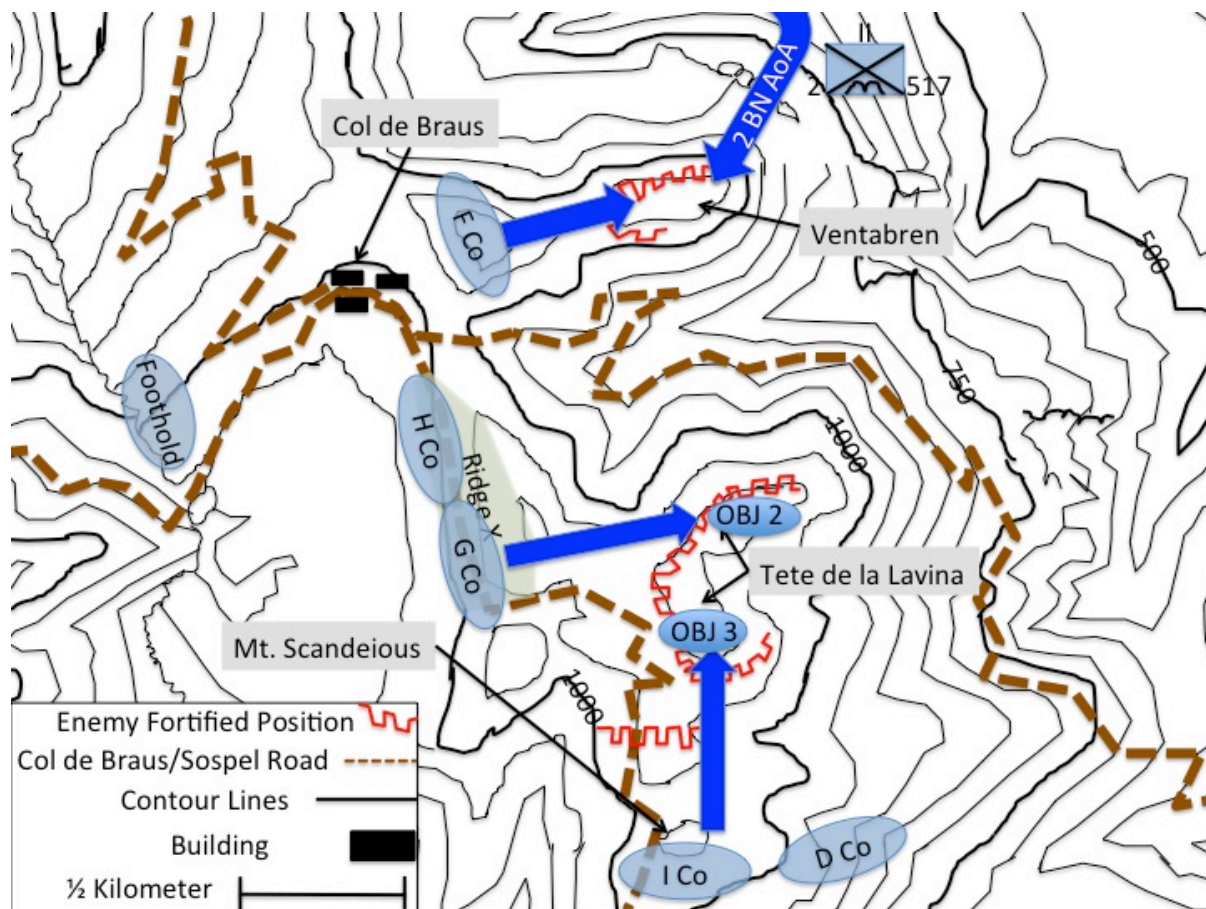 II
2 517
2 BN AoA
Col de Braus
F Co
Ventabren
500
Foothold
H Co
750
Ridge Y
1000
G Co
OBJ 2
Tete de la Lavina
OBJ 3
Mt. Scandeious
1000
Enemy Fortified Position
Col de Braus/Sospel Road
Contour Lines
Building
½ Kilometer
I Co
D Co